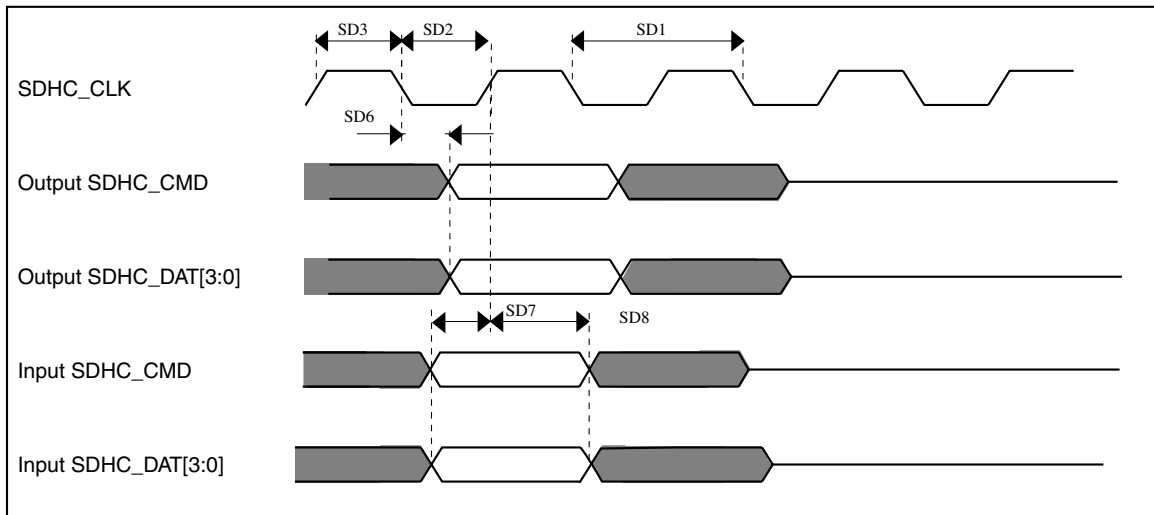 SD3 SD2 SD1
SDHC_CLK
SD6
Output SDHC_CMD
Output SDHC_DAT[3:0]
SD7 SD8
Input SDHC_CMD
Input SDHC_DAT[3:0]